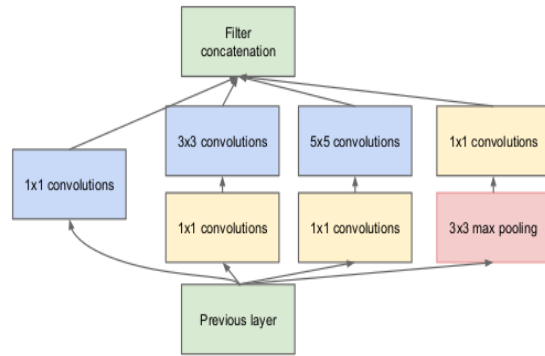 Filter
concatenation
3x3 convolutions
5x5 convolutions
1x1 convolutions
1x1 convolutions
1x1 convolutions
1x1 convolutions
3x3 max pooling
Previous layer